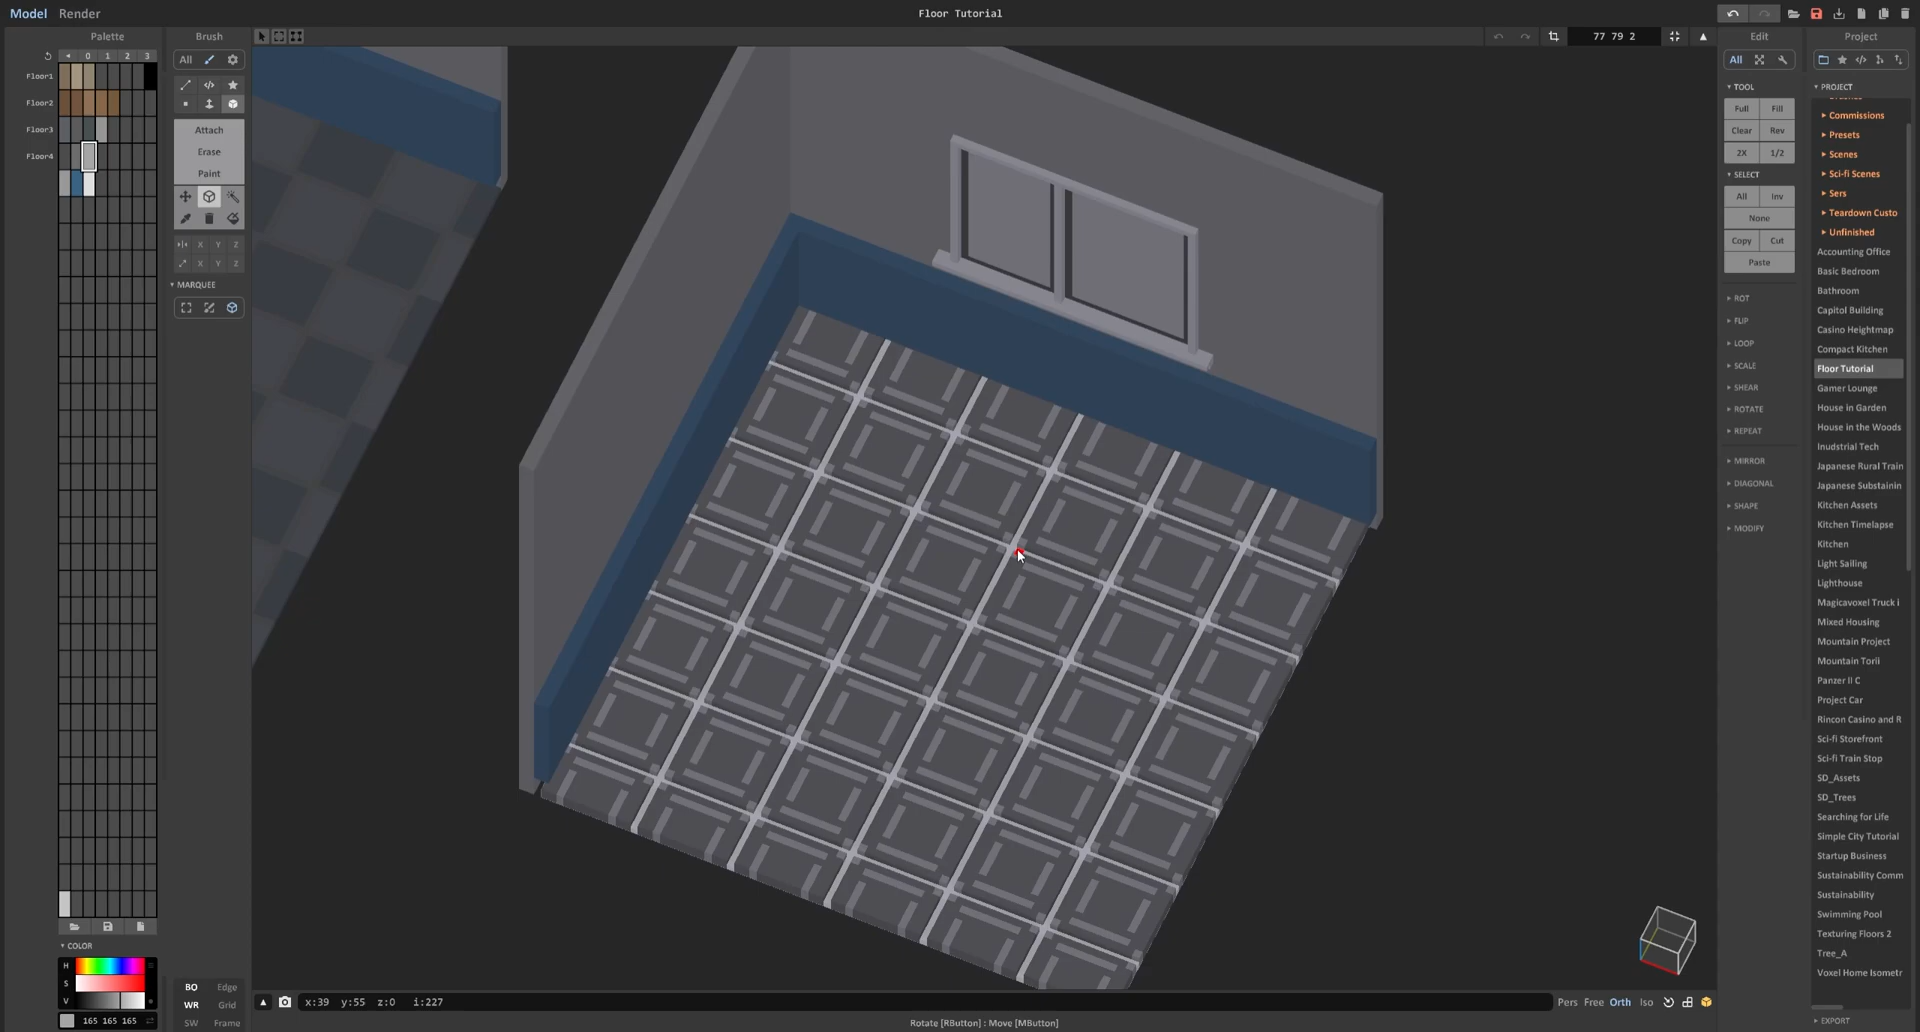 Model Render
Floor Tutorial
Palette
0 1 2 3
Floor1
Floor2
Floor3
Floor4
COLOR
H
S
V
165 165 165
Brush
All
Attach
Erase
Paint
X Y Z
X Y Z
MARQUEE
BO Edge
WR Grid
SW Frame
77 79 2
x:39 y:55 z:0 i:227
Pers Free Orth Iso
Rotate [RButton] : Move [MButton]
Edit
All
TOOL
Full Fill
Clear Rev
2X 1/2
SELECT
All Inv
None
Copy Cut
Paste
ROT
FLIP
LOOP
SCALE
SHEAR
ROTATE
REPEAT
MIRROR
DIAGONAL
SHAPE
MODIFY
Project
PROJECT
Commissions
Presets
Scenes
Sci-fi Scenes
Sers
Teardown Custo
Unfinished
Accounting Office
Basic Bedroom
Bathroom
Capitol Building
Casino Heightmap
Compact Kitchen
Floor Tutorial
Gamer Lounge
House in Garden
House in the Woods
Inudstrial Tech
Japanese Rural Train
Japanese Substainin
Kitchen Assets
Kitchen Timelapse
Kitchen
Light Sailing
Lighthouse
Magicavoxel Truck i
Mixed Housing
Mountain Project
Mountain Torii
Panzer II C
Project Car
Rincon Casino and R
Sci-fi Storefront
Sci-fi Train Stop
SD_Assets
SD_Trees
Searching for Life
Simple City Tutorial
Startup Business
Sustainability Comm
Sustainability
Swimming Pool
Texturing Floors 2
Tree_A
Voxel Home Isometr
EXPORT